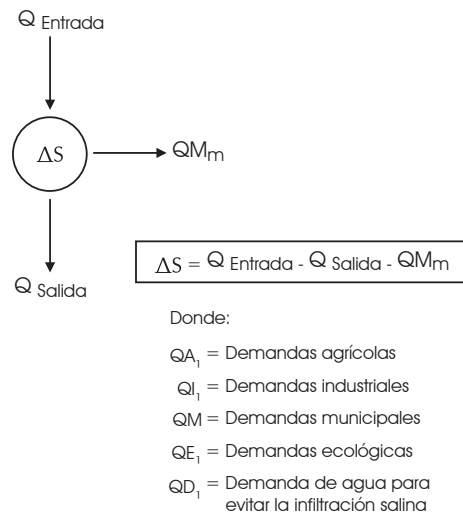 Q Entrada
ΔS
QMm
Q Salida
ΔS = Q Entrada - Q Salida - QMm
Donde:
QA1 = Demandas agrícolas
QI1 = Demandas industriales
QM = Demandas municipales
QE1 = Demandas ecológicas
QD1 = Demanda de agua para
evitar la infiltración salina